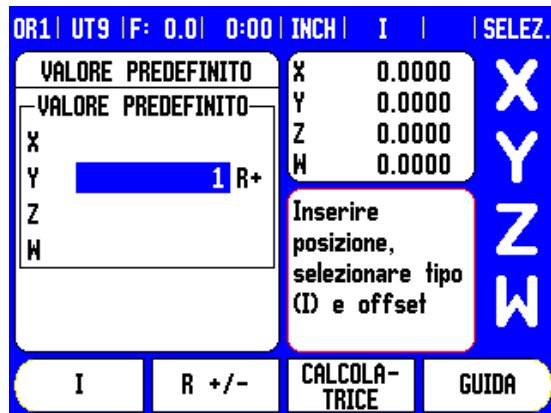 OR1| UT9 |F: 0.0| 0:00| INCH| I | |SELEZ.
VALORE PREDEFINITO
VALORE PREDEFINITO
X
Y 1 R+
Z
W
X 0.0000
Y 0.0000
Z 0.0000
W 0.0000
Inserire
posizione,
selezionare tipo
(I) e offset
X
Y
Z
W
I
R +/-
CALCOLA-
TRICE
GUIDA